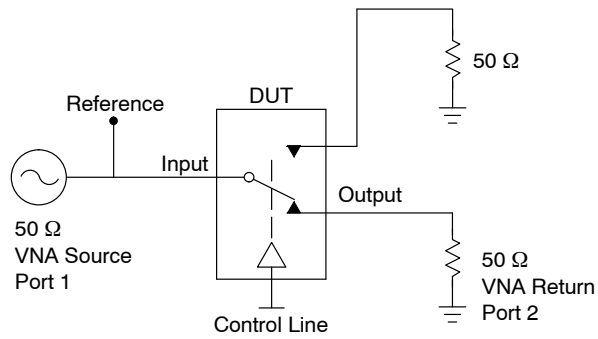 50 Ω
DUT
Reference
Input
Output
50 Ω
VNA Source
Port 1
50 Ω
VNA Return
Port 2
Control Line